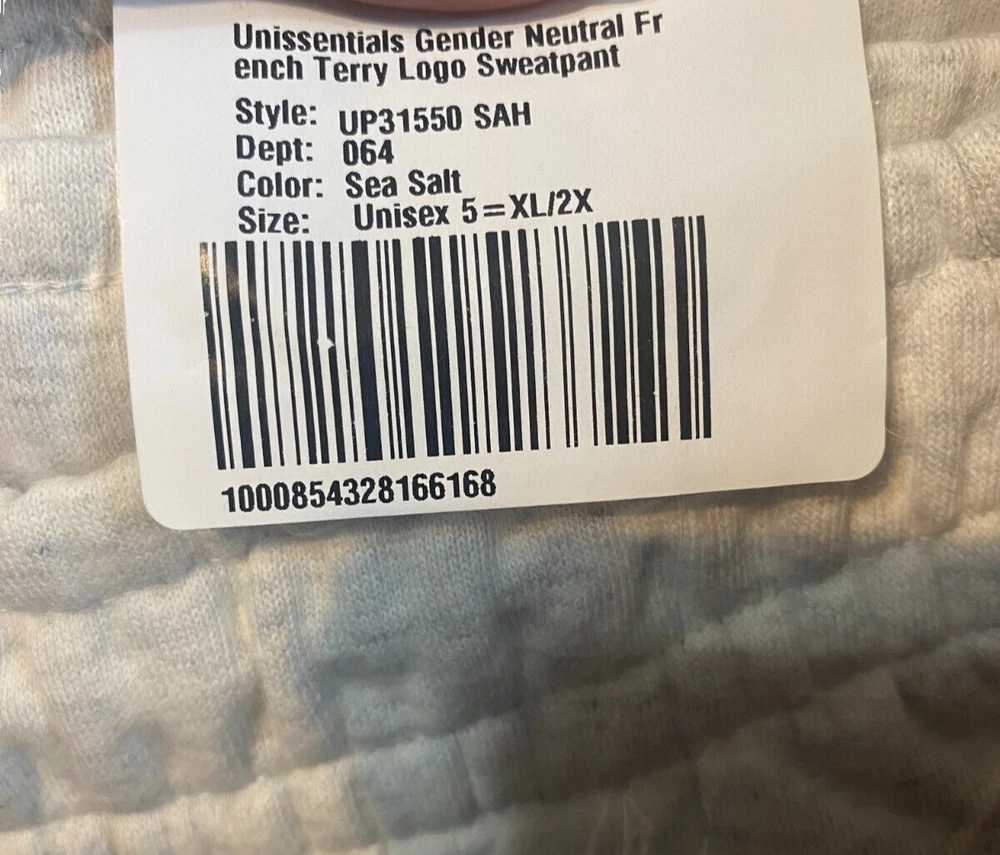 Unissentials Gender Neutral Fr
ench Terry Logo Sweatpant
Style: UP31550 SAH
Dept: 064
Color: Sea Salt
Size: Unisex 5=XL/2X
1000854328166168